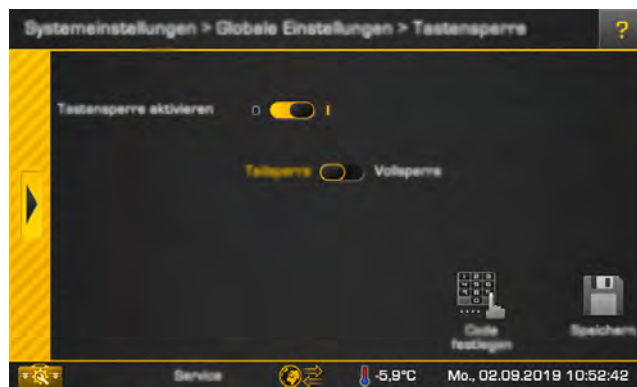 Systemeinstellungen > Globale Einstellungen > Tastensperre
?
Tastensperre aktivieren
O
I
Teilsperre
Vollsperre
Code
festlegen
Speichern
Service
-5,9°C
Mo., 02.09.2019 10:52:42